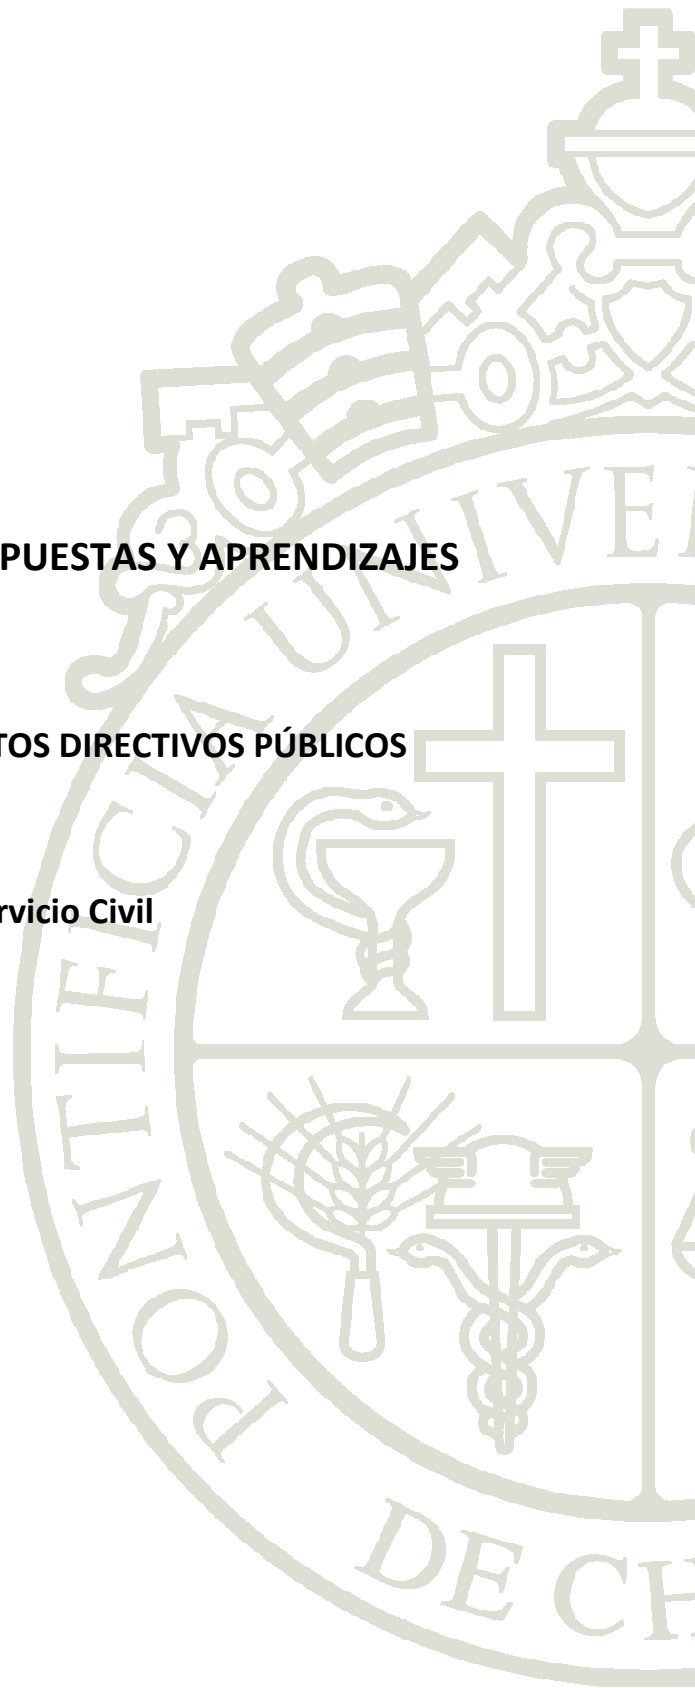 PUESTAS Y APRENDIZAJES
TOS DIRECTIVOS PÚBLICOS
rvicio Civil
PONTIFICIA UNIVE
DE CH